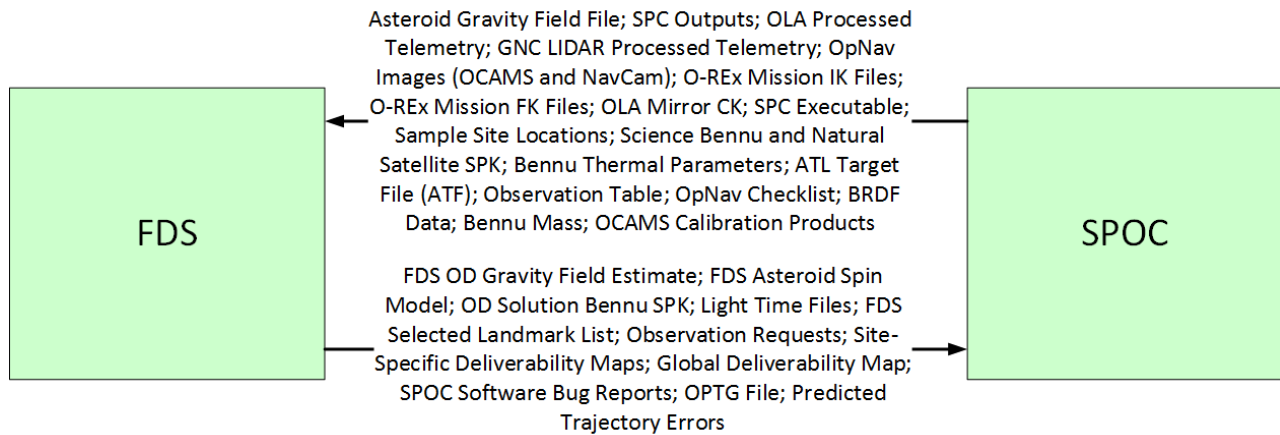 Asteroid Gravity Field File; SPC Outputs; OLA Processed
Telemetry; GNC LIDAR Processed Telemetry; OpNav
Images (OCAMS and NavCam); O-REx Mission IK Files;
O-REx Mission FK Files; OLA Mirror CK; SPC Executable;
Sample Site Locations; Science Bennu and Natural
Satellite SPK; Bennu Thermal Parameters; ATL Target
File (ATF); Observation Table; OpNav Checklist; BRDF
Data; Bennu Mass; OCAMS Calibration Products
FDS
SPOC
FDS OD Gravity Field Estimate; FDS Asteroid Spin
Model; OD Solution Bennu SPK; Light Time Files; FDS
Selected Landmark List; Observation Requests; Site-
Specific Deliverability Maps; Global Deliverability Map;
SPOC Software Bug Reports; OPTG File; Predicted
Trajectory Errors